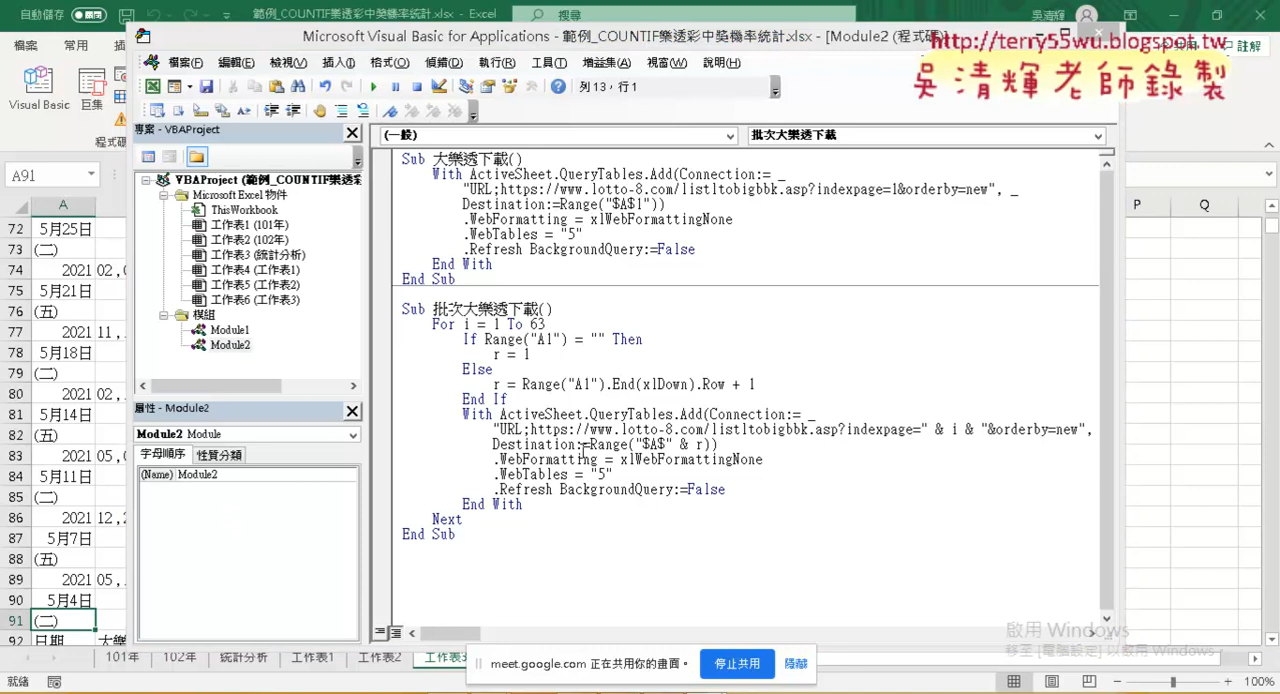 自動儲存
範例_COUNTIF樂透彩中獎機率統計.xlsx - Excel
搜尋
吳清輝
檔案
常用
註解
Visual Basic
巨集
Microsoft Visual Basic for Applications - 範例_COUNTIF樂透彩中獎機率統計.xlsx - [Module2 (程式碼)]
http://terry55wu.blogspot.tw
吳清輝老師錄製
檔案(F) 編輯(E) 檢視(V) 插入(I) 格式(O) 偵錯(D) 執行(R) 工具(T) 增益集(A) 視窗(W) 說明(H)
列 13，行 1
專案 - VBAProject
VBAProject (範例_COUNTIF樂透彩
Microsoft Excel 物件
ThisWorkbook
工作表1 (101年)
工作表2 (102年)
工作表3 (統計分析)
工作表4 (工作表1)
工作表5 (工作表2)
工作表6 (工作表3)
模組
Module1
Module2
屬性 - Module2
Module2 Module
字母順序 性質分類
(Name) Module2
(一般)
批次大樂透下載
Sub 大樂透下載()
With ActiveSheet.QueryTables.Add(Connection:= _
"URL;https://www.lotto-8.com/listltobigbbk.asp?indexpage=1&orderby=new", _
Destination:=Range("$A$1"))
.WebFormatting = xlWebFormattingNone
.WebTables = "5"
.Refresh BackgroundQuery:=False
End With
End Sub
Sub 批次大樂透下載()
For i = 1 To 63
If Range("A1") = "" Then
r = 1
Else
r = Range("A1").End(xlDown).Row + 1
End If
With ActiveSheet.QueryTables.Add(Connection:= _
"URL;https://www.lotto-8.com/listltobigbbk.asp?indexpage=" & i & "&orderby=new",
Destination:=Range("$A$" & r))
.WebFormatting = xlWebFormattingNone
.WebTables = "5"
.Refresh BackgroundQuery:=False
End With
Next
End Sub
A91
A
P
Q
72 5月25日
73 (二)
74 2021 02,
75 5月21日
76 (五)
77 2021 11,
78 5月18日
79 (二)
80 2021 02,
81 5月14日
82 (五)
83 2021 05,
84 5月11日
85 (二)
86 2021 12,
87 5月7日
88 (五)
89 2021 05,
90 5月4日
91 (二)
92 日期
101年 102年 統計分析 工作表1 工作表2 工作表3
meet.google.com 正在共用你的畫面。
停止共用
隱藏
啟用 Windows
移至 [電腦設定] 以啟用 Windows。
就緒
100%